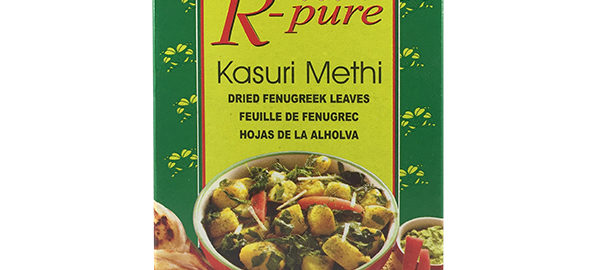 R-pure
Kasuri Methi
DRIED FENUGREEK LEAVES
FEUILLE DE FENUGREC
HOJAS DE LA ALHOLVA